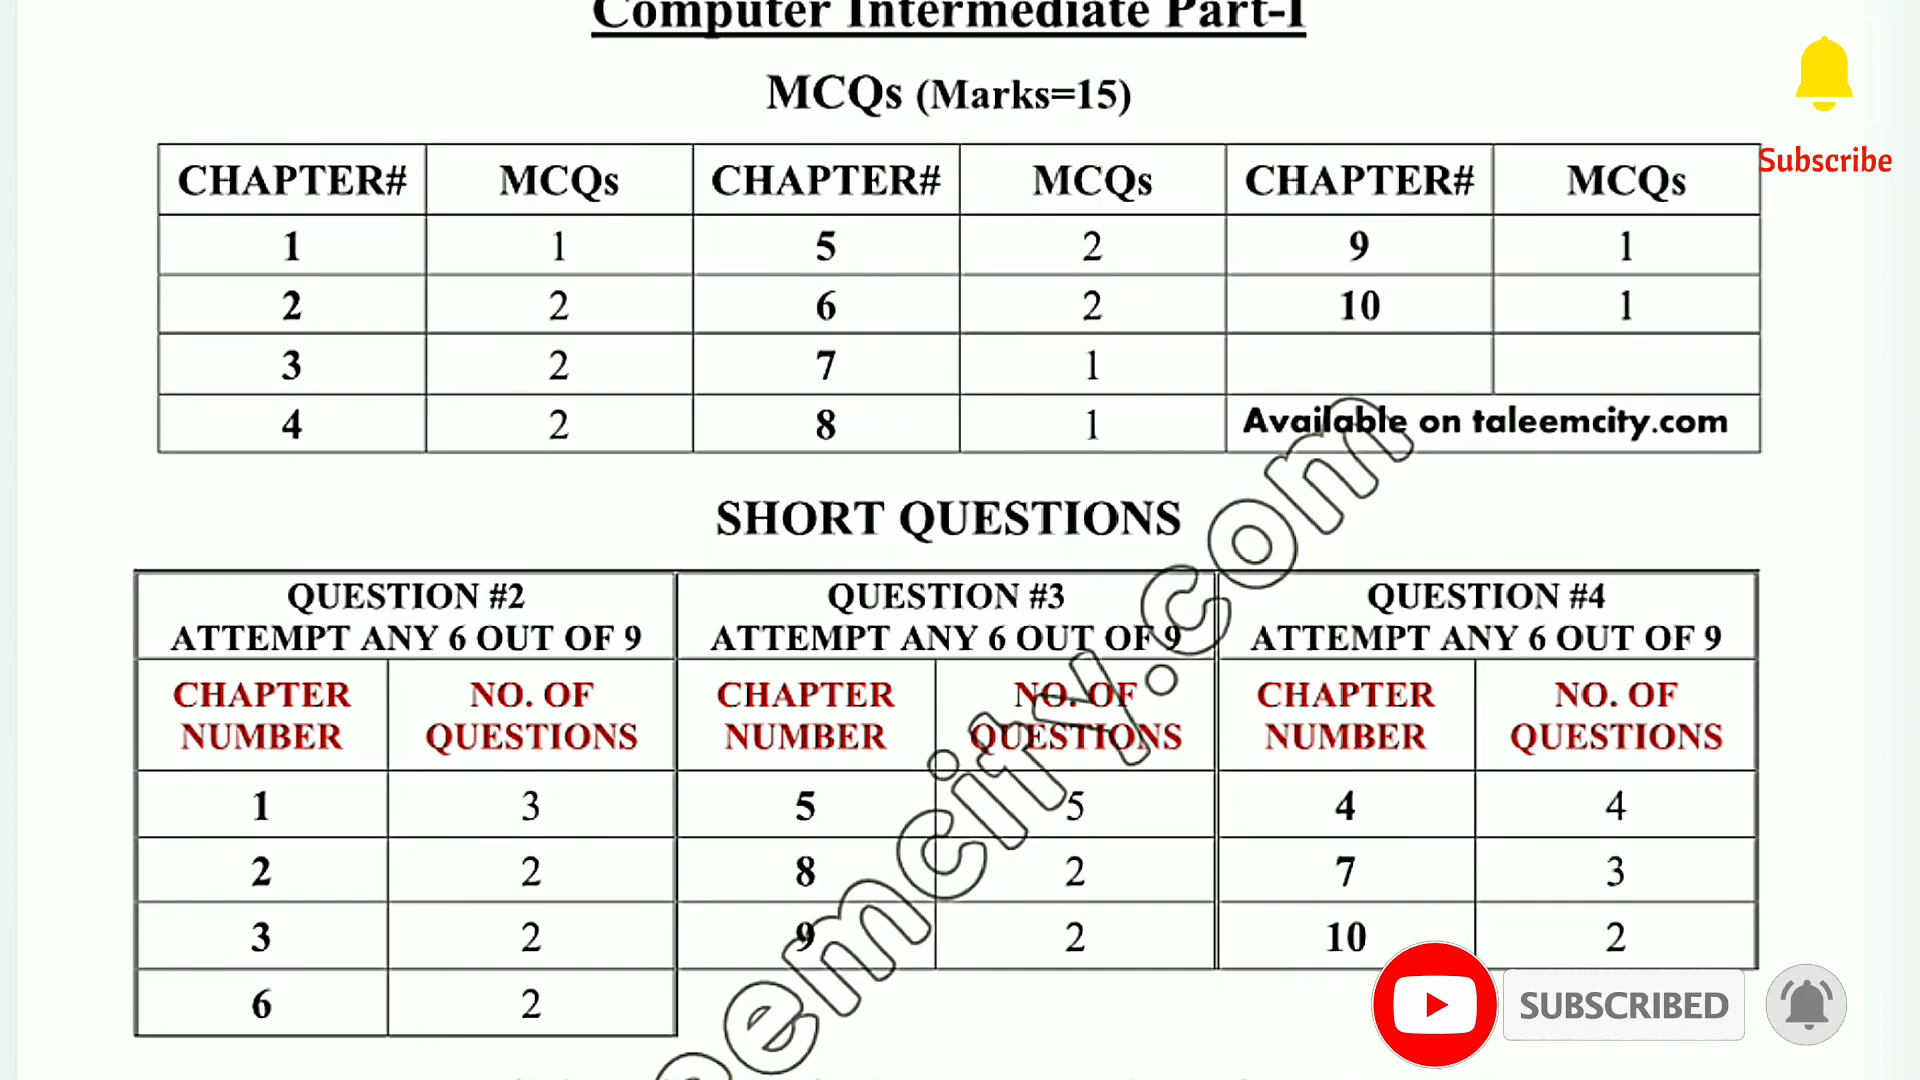 Computer Intermediate Part-I
MCQs (Marks=15)
Subscribe
CHAPTER# MCQs CHAPTER# MCQs CHAPTER# MCQs
1 1 5 2 9 1
2 2 6 2 10 1
3 2 7 1
4 2 8 1 Available on taleemcity.com
SHORT QUESTIONS
QUESTION #2 QUESTION #3 QUESTION #4
ATTEMPT ANY 6 OUT OF 9 ATTEMPT ANY 6 OUT OF 9 ATTEMPT ANY 6 OUT OF 9
CHAPTER NO. OF CHAPTER NO. OF CHAPTER NO. OF
NUMBER QUESTIONS NUMBER QUESTIONS NUMBER QUESTIONS
1 3 5 5 4 4
2 2 8 2 7 3
3 2 9 2 10 2
6 2
eemcity.com
SUBSCRIBED